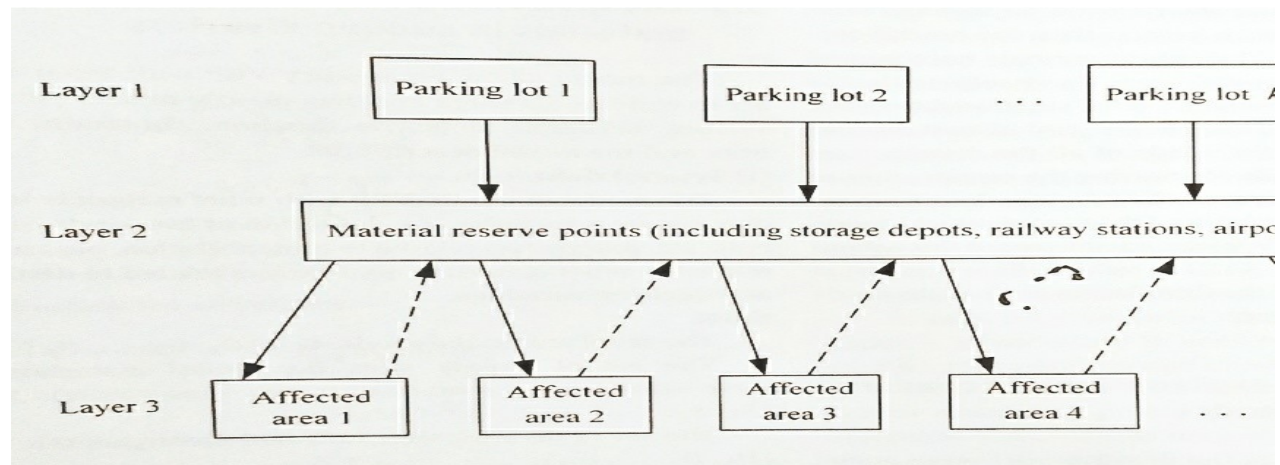 Layer 1
Parking lot 1
Parking lot 2
. . .
Parking lot
Layer 2
Material reserve points (including storage depots, railway stations,
Layer 3
Affected
area 1
Affected
area 2
Affected
area 3
Affected
area 4
. . .